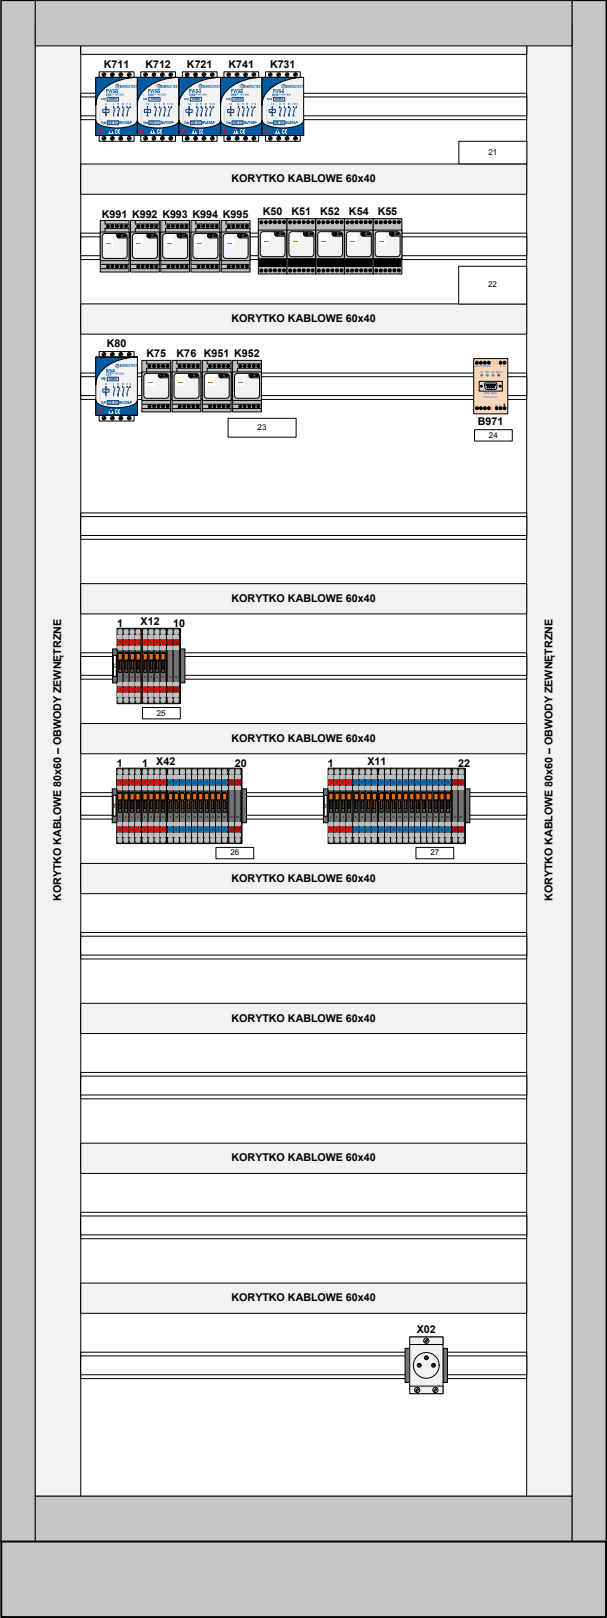 K711 K712 K721 K741 K731
21
KORYTKO KABLOWE 60x40
K991 K992 K993 K994 K995 K50 K51 K52 K54 K55
22
KORYTKO KABLOWE 60x40
K80 K75 K76 K951 K952
B971
23
24
KORYTKO KABLOWE 60x40
1 X12 10
25
KORYTKO KABLOWE 80x60 – OBWODY ZEWNĘTRZNE
KORYTKO KABLOWE 80x60 – OBWODY ZEWNĘTRZNE
KORYTKO KABLOWE 60x40
1 1 X42 20 1 X11 22
26 27
KORYTKO KABLOWE 60x40
KORYTKO KABLOWE 60x40
KORYTKO KABLOWE 60x40
KORYTKO KABLOWE 60x40
X02